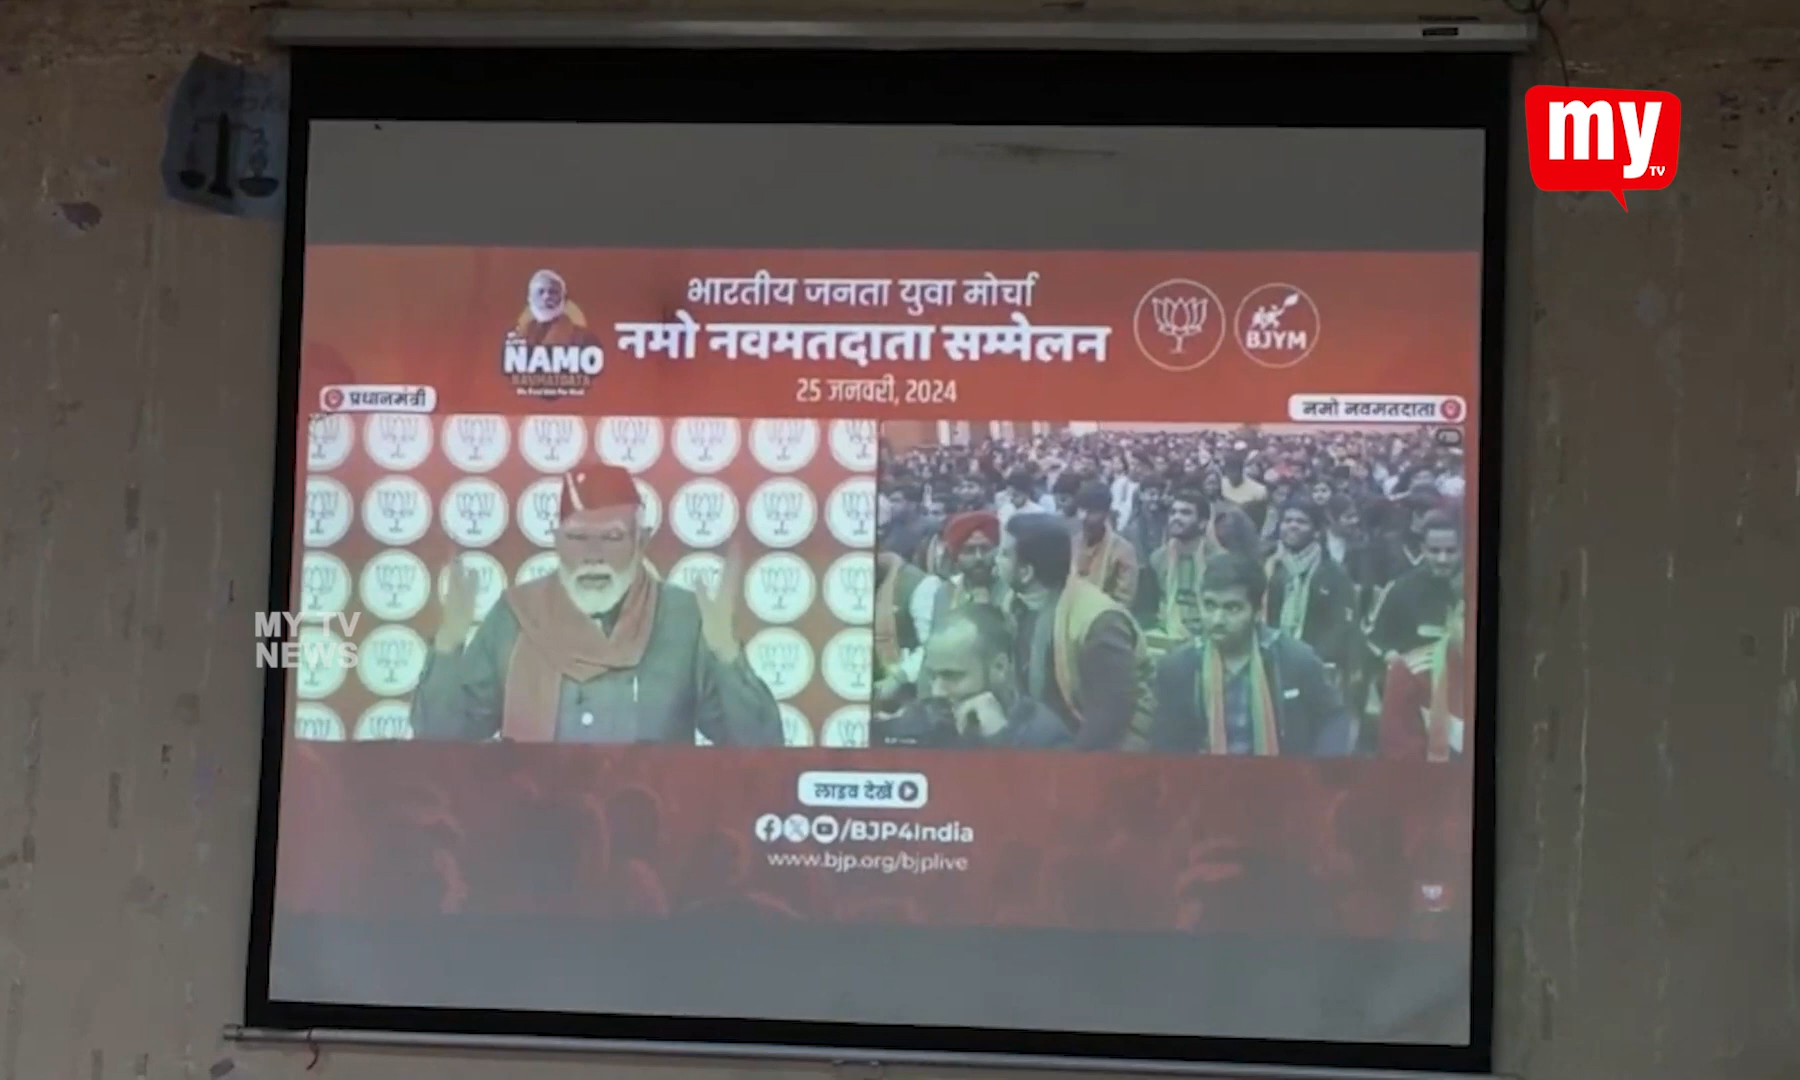 my
TV
भारतीय जनता युवा मोर्चा
नमो नवमतदाता सम्मेलन
25 जनवरी, 2024
NAMO
NAVMATDATA
BJYM
प्रधानमंत्री
नमो नवमतदाता
MY TV
NEWS
लाइव देखें
/BJP4India
www.bjp.org/bjplive